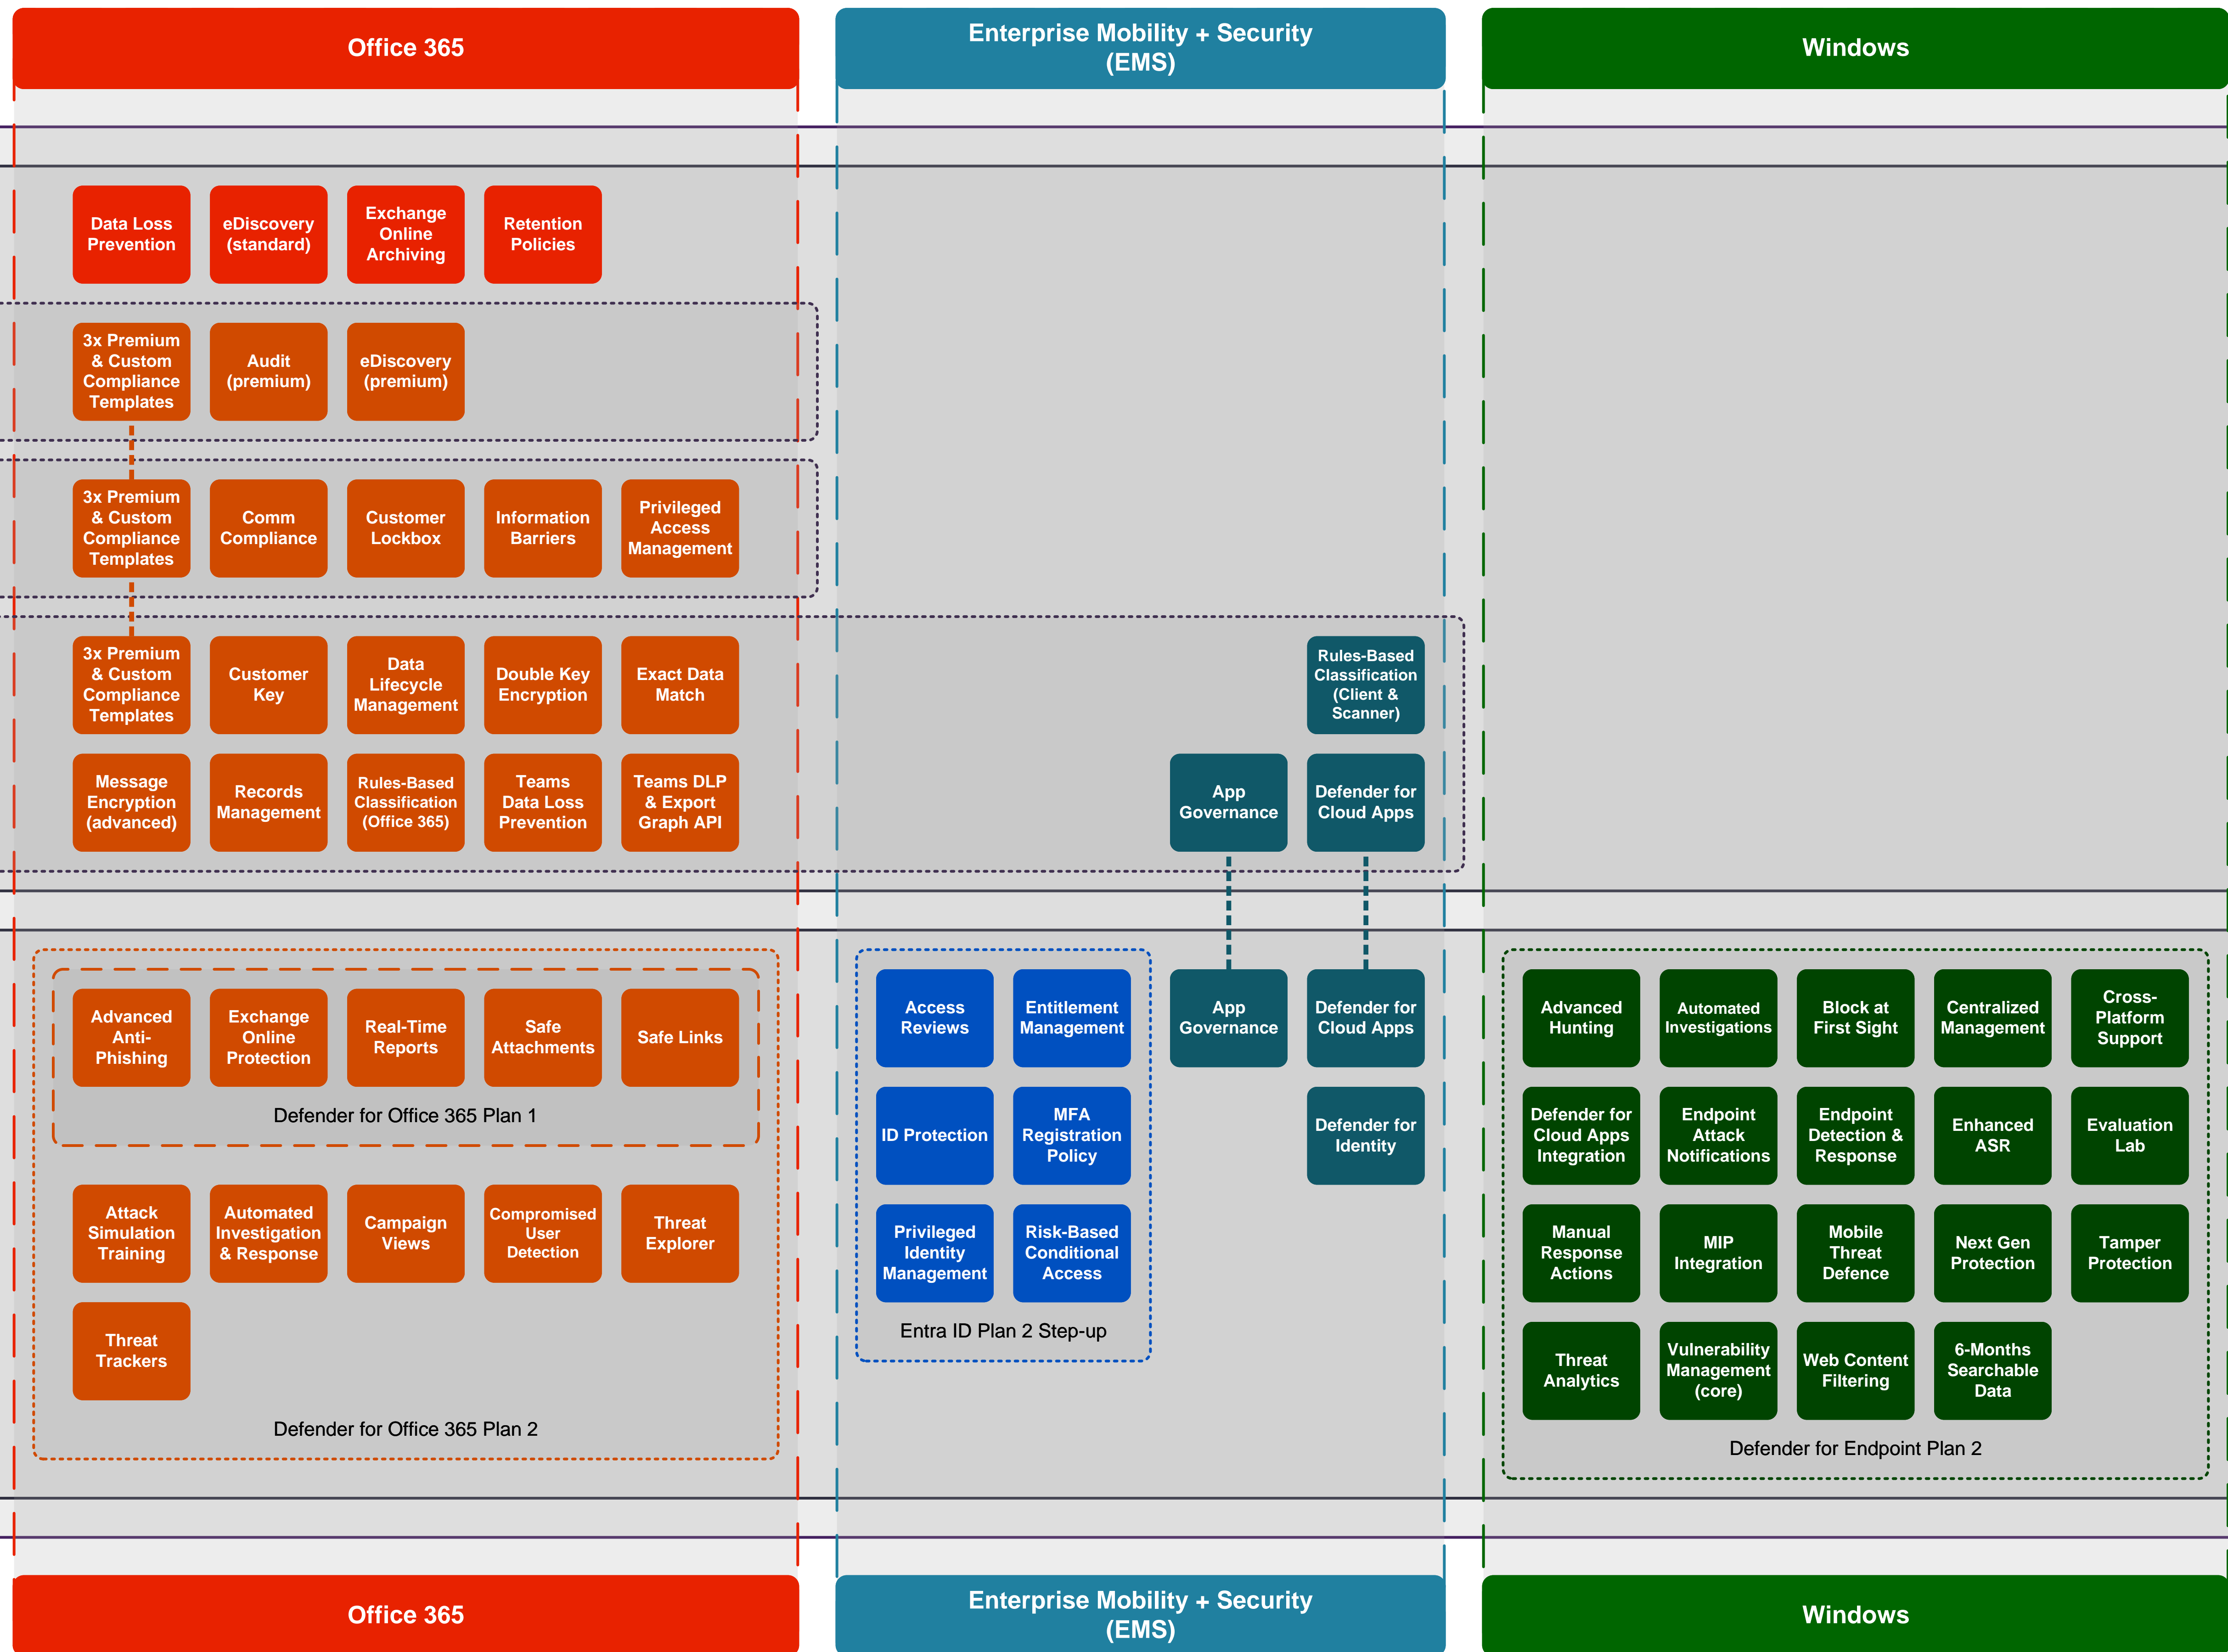 Office 365
Enterprise Mobility + Security
(EMS)
Windows
Data Loss
Prevention
eDiscovery
(standard)
Exchange
Online
Archiving
Retention
Policies
3x Premium
& Custom
Compliance
Templates
Audit
(premium)
eDiscovery
(premium)
3x Premium
& Custom
Compliance
Templates
Comm
Compliance
Customer
Lockbox
Information
Barriers
Privileged
Access
Management
3x Premium
& Custom
Compliance
Templates
Customer
Key
Data
Lifecycle
Management
Double Key
Encryption
Exact Data
Match
Rules-Based
Classification
(Client &
Scanner)
Message
Encryption
(advanced)
Records
Management
Rules-Based
Classification
(Office 365)
Teams
Data Loss
Prevention
Teams DLP
& Export
Graph API
App
Governance
Defender for
Cloud Apps
Advanced
Anti-
Phishing
Exchange
Online
Protection
Real-Time
Reports
Safe
Attachments
Safe Links
Defender for Office 365 Plan 1
Attack
Simulation
Training
Automated
Investigation
& Response
Campaign
Views
Compromised
User
Detection
Threat
Explorer
Threat
Trackers
Defender for Office 365 Plan 2
Access
Reviews
Entitlement
Management
ID Protection
MFA
Registration
Policy
Privileged
Identity
Management
Risk-Based
Conditional
Access
Entra ID Plan 2 Step-up
App
Governance
Defender for
Cloud Apps
Defender for
Identity
Advanced
Hunting
Automated
Investigations
Block at
First Sight
Centralized
Management
Cross-
Platform
Support
Defender for
Cloud Apps
Integration
Endpoint
Attack
Notifications
Endpoint
Detection &
Response
Enhanced
ASR
Evaluation
Lab
Manual
Response
Actions
MIP
Integration
Mobile
Threat
Defence
Next Gen
Protection
Tamper
Protection
Threat
Analytics
Vulnerability
Management
(core)
Web Content
Filtering
6-Months
Searchable
Data
Defender for Endpoint Plan 2
Office 365
Enterprise Mobility + Security
(EMS)
Windows